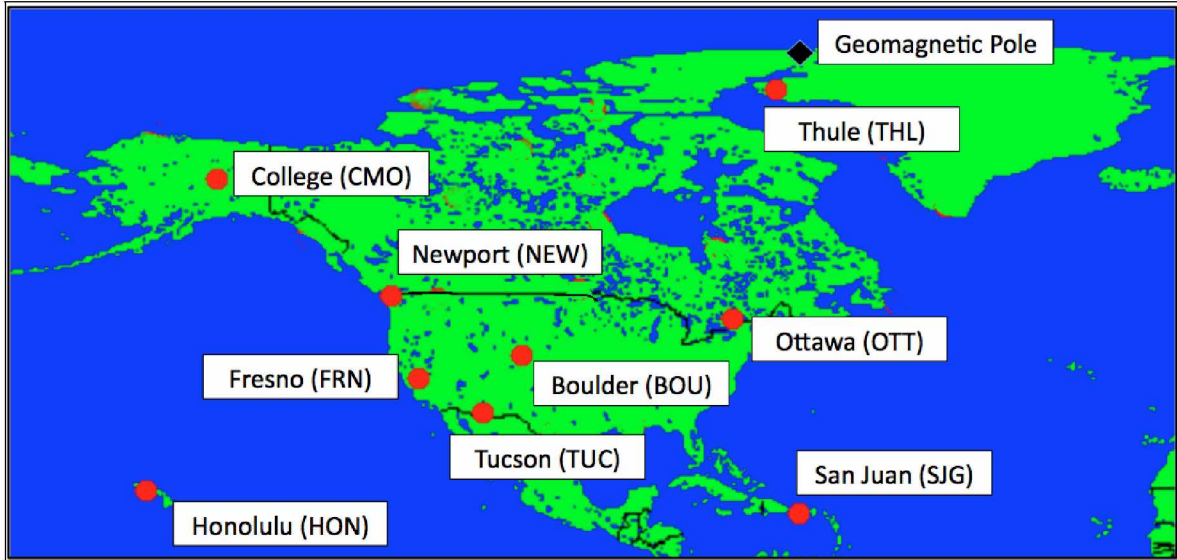 Geomagnetic Pole
Thule (THL)
College (CMO)
Newport (NEW)
Ottawa (OTT)
Fresno (FRN)
Boulder (BOU)
Tucson (TUC)
San Juan (SJG)
Honolulu (HON)